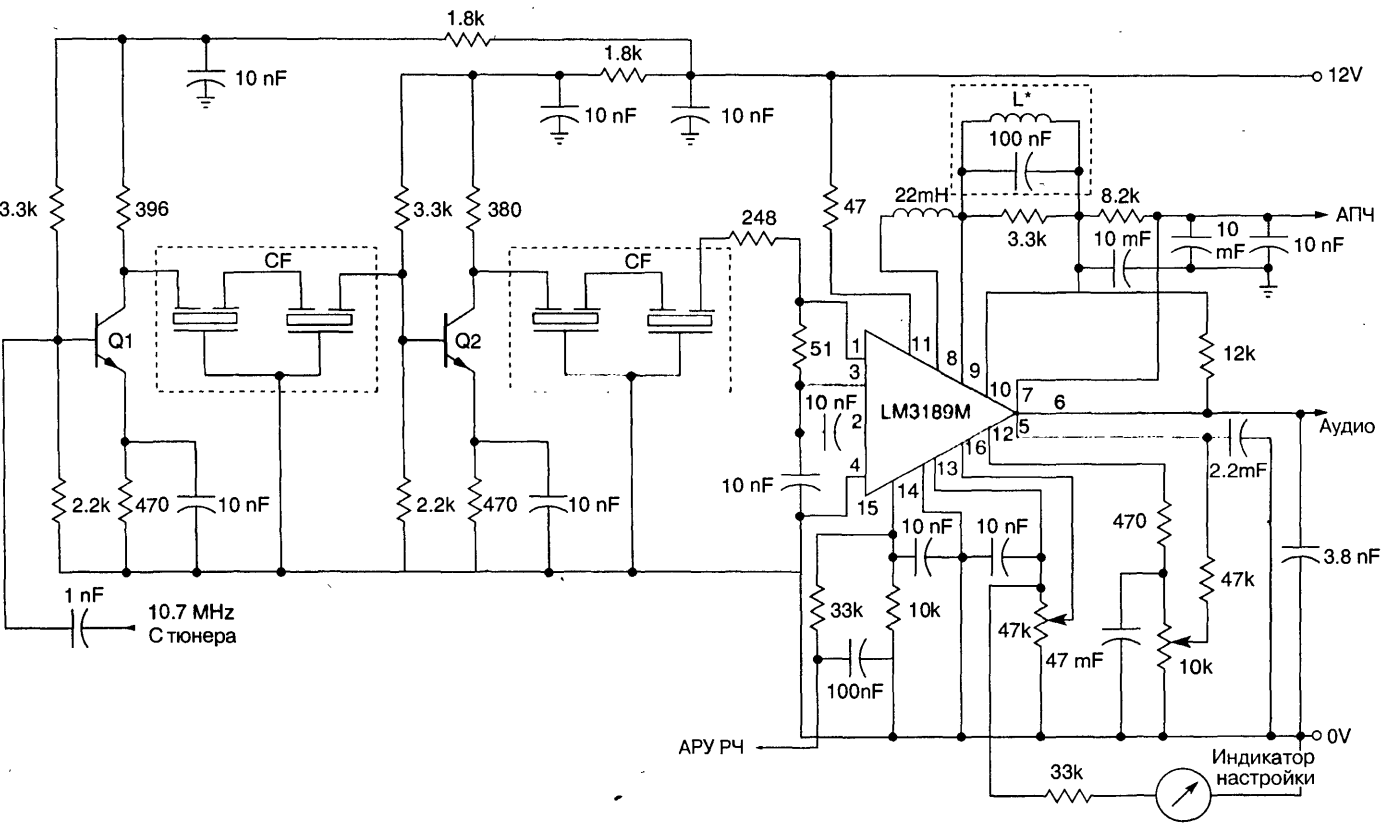 1.8k
1.8k
10 nF
10 nF
10 nF
12V
L*
100 nF
3.3k
396
3.3k
380
248
47
22mH
3.3k
8.2k
АПЧ
10 mF
10
mF
10 nF
CF
CF
Q1
Q2
51
1
3
2
4
15
11
8
9
10
7
6
5
12
16
13
14
LM3189M
12k
Аудио
10 nF
10 nF
2.2mF
2.2k
470
10 nF
2.2k
470
10 nF
10 nF
10 nF
470
47k
3.8 nF
1 nF
10.7 MHz
С тюнера
33k
10k
47k
47 mF
10k
100nF
АРУ РЧ
0V
Индикатор
настройки
33k